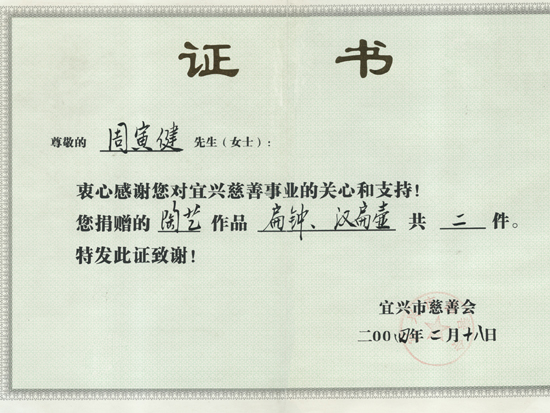 证书
尊敬的 周寅健 先生(女士):
衷心感谢您对宜兴慈善事业的关心和支持!
您捐赠的 陶艺 作品 扁钟、汉扁壶 共 二 件。
特发此证致谢!
宜兴市慈善会
二〇〇四年二月十八日